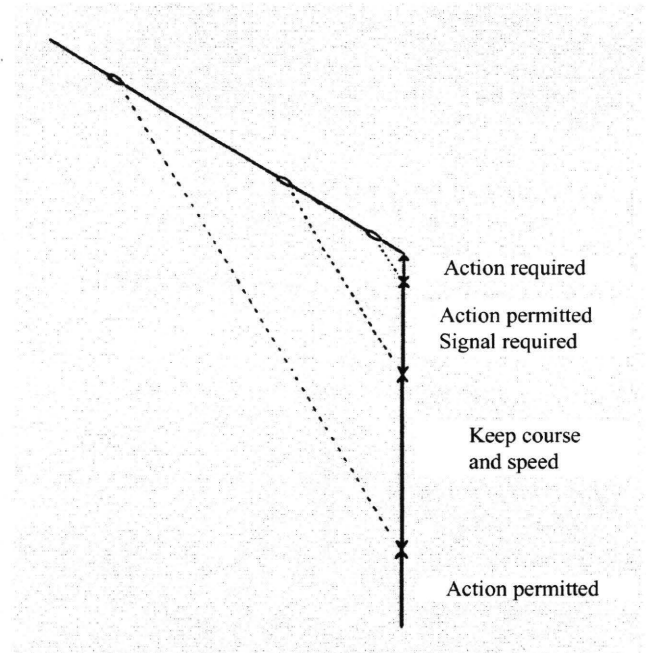 Action required
Action permitted
Signal required
Keep course
and speed
Action permitted